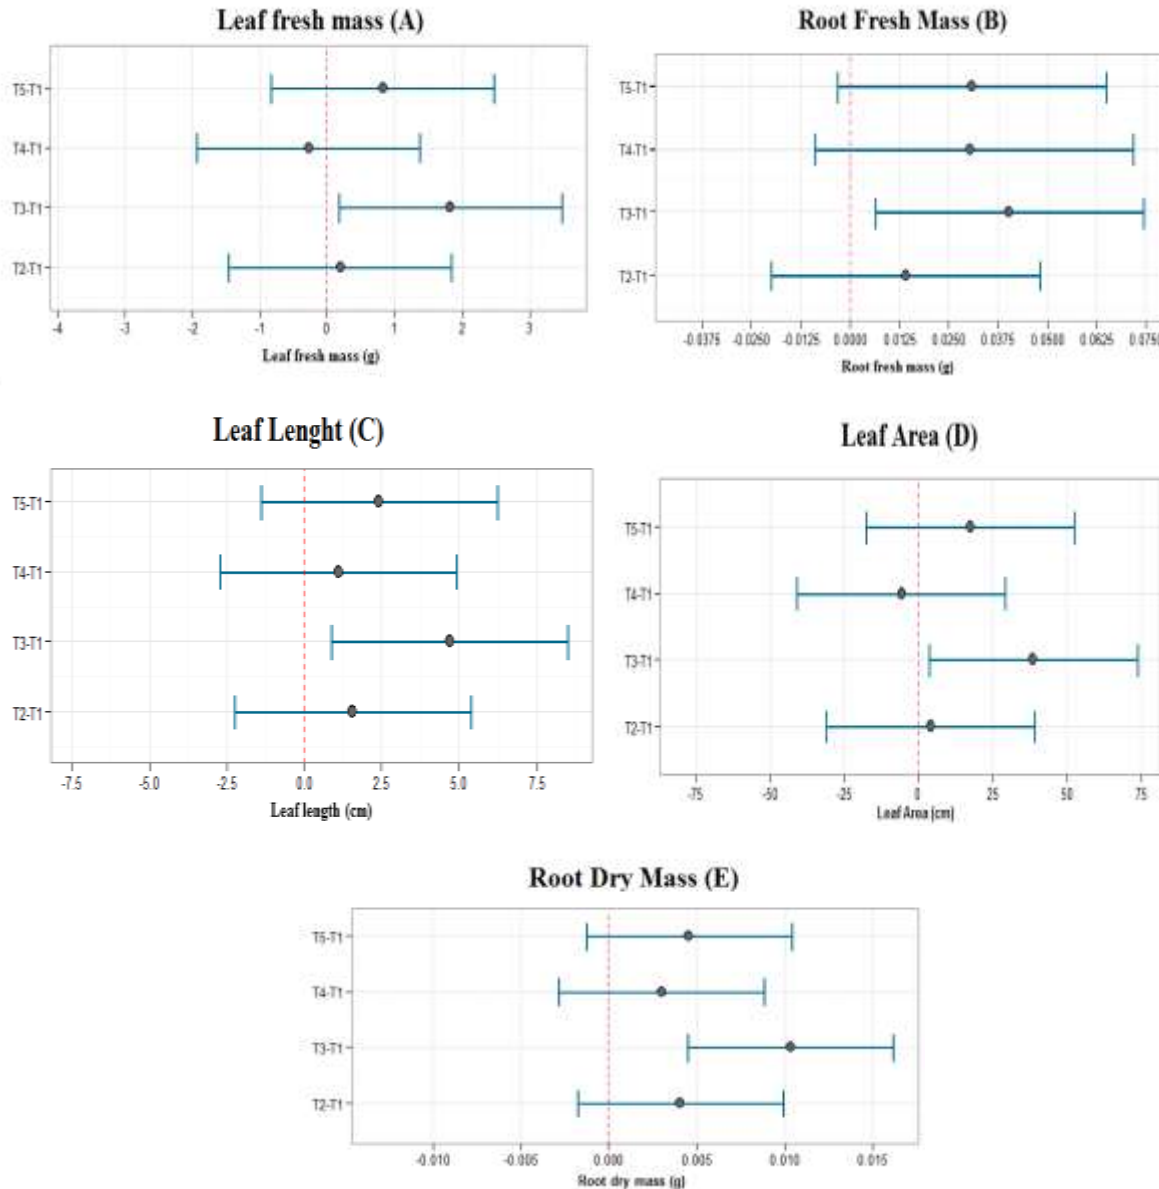 Leaf fresh mass (A)
T5-T1
T4-T1
T3-T1
T2-T1
-4 -3 -2 -1 0 1 2 3
Leaf fresh mass (g)
Root Fresh Mass (B)
T5-T1
T4-T1
T3-T1
T2-T1
-0.0375 -0.0250 -0.0125 0.0000 0.0125 0.0250 0.0375 0.0500 0.0625 0.0750
Root fresh mass (g)
Leaf Lenght (C)
T5-T1
T4-T1
T3-T1
T2-T1
-7.5 -5.0 -2.5 0.0 2.5 5.0 7.5
Leaf length (cm)
Leaf Area (D)
T5-T1
T4-T1
T3-T1
T2-T1
-75 -50 -25 0 25 50 75
Leaf Area (cm)
Root Dry Mass (E)
T5-T1
T4-T1
T3-T1
T2-T1
-0.010 -0.005 0.000 0.005 0.010 0.015
Root dry mass (g)